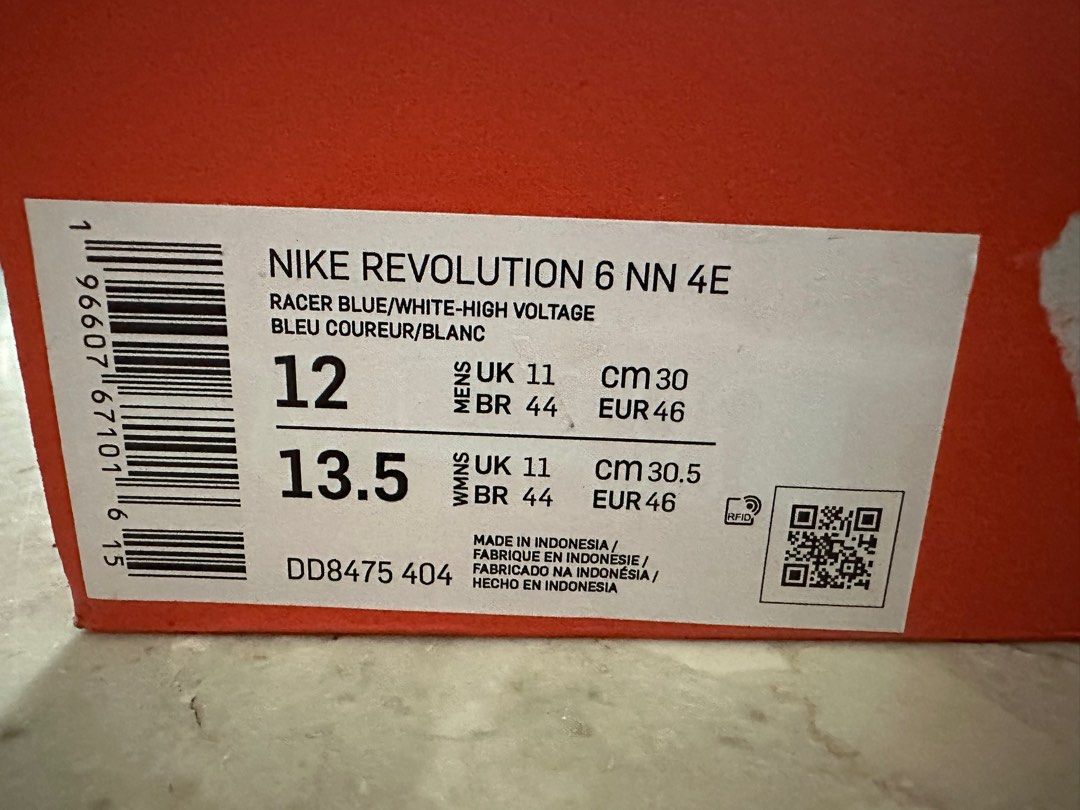 NIKE REVOLUTION 6 NN 4E
RACER BLUE/WHITE-HIGH VOLTAGE
BLEU COUREUR/BLANC
12 MENS UK 11 cm 30
BR 44 EUR 46
13.5 WMNS UK 11 cm 30.5
BR 44 EUR 46
RFID
DD8475 404
MADE IN INDONESIA /
FABRIQUE EN INDONESIE /
FABRICADO NA INDONÉSIA /
HECHO EN INDONESIA
1 96607 67101 6 15